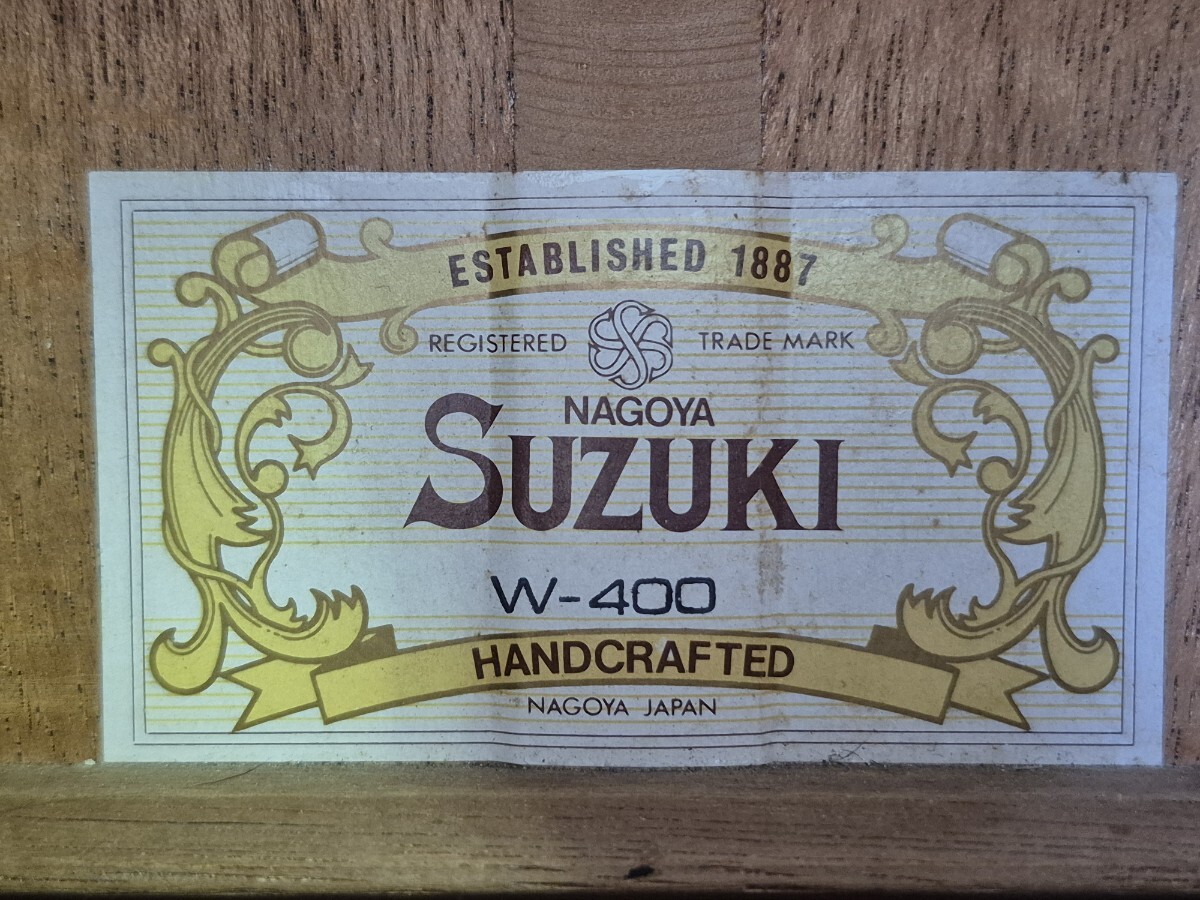 ESTABLISHED 1887
REGISTERED TRADE MARK
NAGOYA
SUZUKI
W-400
HANDCRAFTED
NAGOYA JAPAN